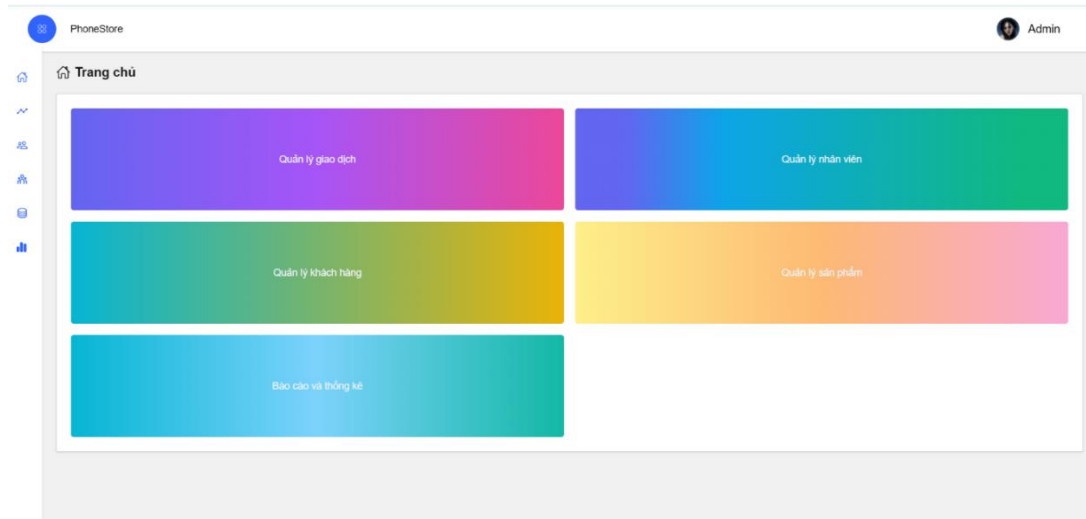 PhoneStore
Admin
Trang chủ
Quản lý giao dịch
Quản lý nhân viên
Quản lý khách hàng
Quản lý sản phẩm
Báo cáo và thống kê